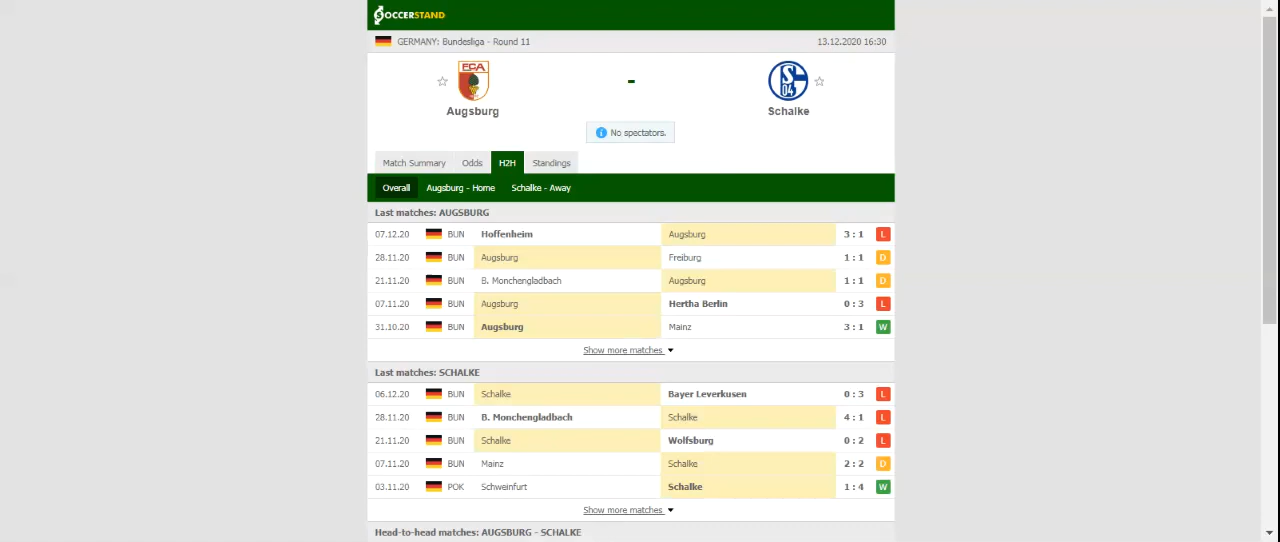 SOCCERSTAND
GERMANY: Bundesliga - Round 11 13.12.2020 16:30
FCA
S 04
-
Augsburg Schalke
i No spectators.
Match Summary Odds H2H Standings
Overall Augsburg - Home Schalke - Away
Last matches: AUGSBURG
07.12.20 BUN Hoffenheim Augsburg 3 : 1 L
28.11.20 BUN Augsburg Freiburg 1 : 1 D
21.11.20 BUN B. Monchengladbach Augsburg 1 : 1 D
07.11.20 BUN Augsburg Hertha Berlin 0 : 3 L
31.10.20 BUN Augsburg Mainz 3 : 1 W
Show more matches
Last matches: SCHALKE
06.12.20 BUN Schalke Bayer Leverkusen 0 : 3 L
28.11.20 BUN B. Monchengladbach Schalke 4 : 1 L
21.11.20 BUN Schalke Wolfsburg 0 : 2 L
07.11.20 BUN Mainz Schalke 2 : 2 D
03.11.20 POK Schweinfurt Schalke 1 : 4 W
Show more matches
Head-to-head matches: AUGSBURG - SCHALKE